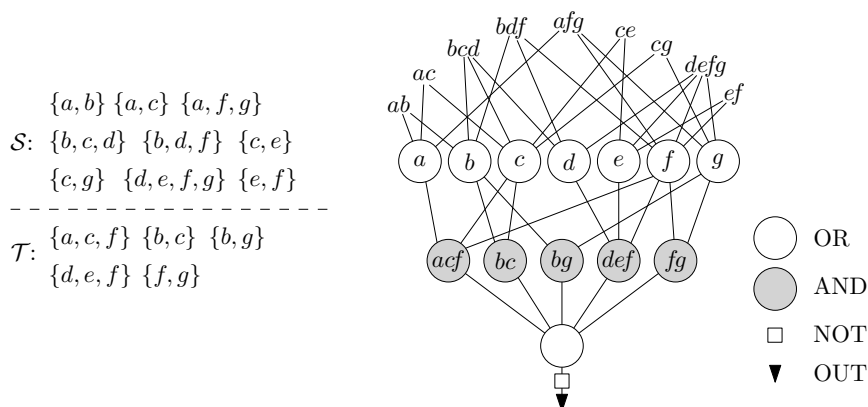 𝒮: {a, b} {a, c} {a, f, g}
{b, c, d} {b, d, f} {c, e}
{c, g} {d, e, f, g} {e, f}
𝒯: {a, c, f} {b, c} {b, g}
{d, e, f} {f, g}
ab ac bcd bdf afg ce cg defg ef
a b c d e f g
acf bc bg def fg
OR
AND
NOT
OUT